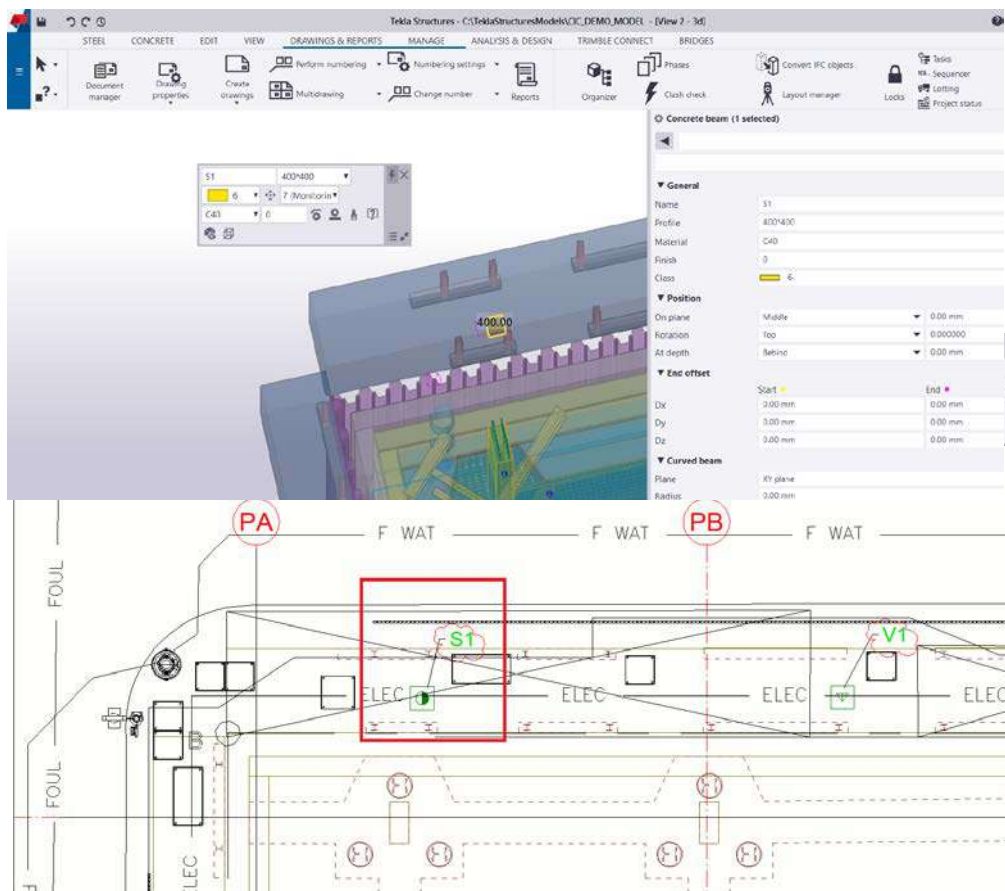 Tekla Structures - C:\TeklaStructuresModels\CIC_DEMO_MODEL - [View 2 - 3d]
STEEL CONCRETE EDIT VIEW DRAWINGS & REPORTS MANAGE ANALYSIS & DESIGN TRIMBLE CONNECT BRIDGES
Document manager
Drawing properties
Create drawings
Perform numbering
Multidrawing
Numbering settings
Change number
Reports
Organizer
Phases
Clash check
Convert IFC objects
Layout manager
Locks
Tasks
Sequencer
Lotting
Project status
Concrete beam (1 selected)
S1 400*400
6 7 (Monitorin
C40 0
400.00
General
Name S1
Profile 400*400
Material C40
Finish 0
Class 6
Position
On plane Middle 0.00 mm
Rotation Top 0.000000
At depth Behind 0.00 mm
End offset
Start End
Dx 0.00 mm 0.00 mm
Dy 0.00 mm 0.00 mm
Dz 0.00 mm 0.00 mm
Curved beam
Plane XY plane
Radius 0.00 mm
PA PB
F WAT F WAT F WAT
FOUL
S1 V1
ELEC ELEC ELEC ELEC
FOUL
ELEC